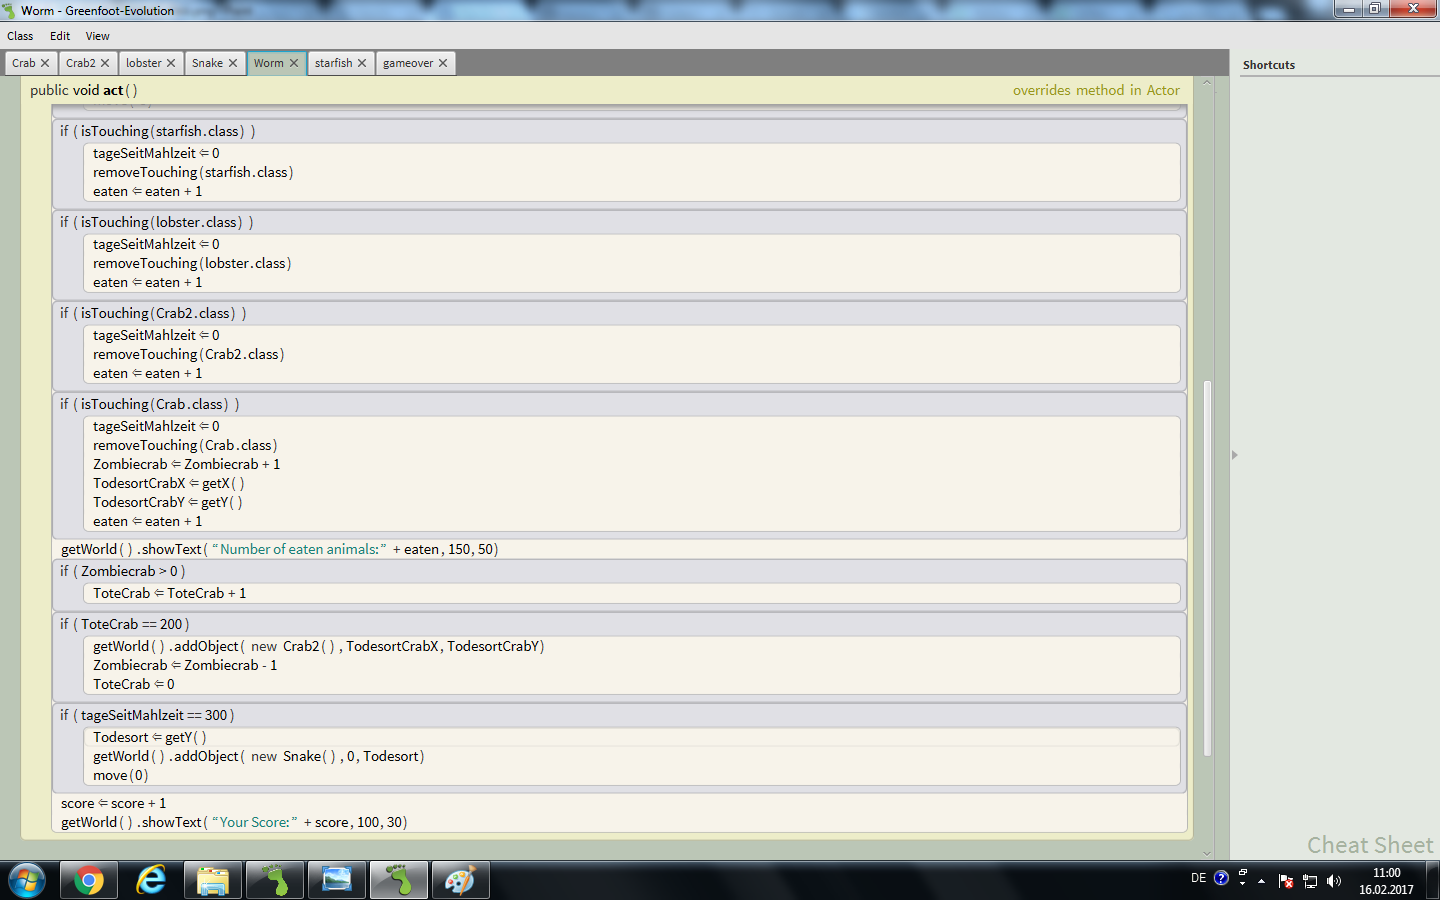 Worm - Greenfoot-Evolution
Class Edit View
Crab Crab2 lobster Snake Worm starfish gameover
Shortcuts
public void act ( ) overrides method in Actor
if ( isTouching ( starfish.class ) )
tageSeitMahlzeit ⇐ 0
removeTouching ( starfish.class )
eaten ⇐ eaten + 1
if ( isTouching ( lobster.class ) )
tageSeitMahlzeit ⇐ 0
removeTouching ( lobster.class )
eaten ⇐ eaten + 1
if ( isTouching ( Crab2.class ) )
tageSeitMahlzeit ⇐ 0
removeTouching ( Crab2.class )
eaten ⇐ eaten + 1
if ( isTouching ( Crab.class ) )
tageSeitMahlzeit ⇐ 0
removeTouching ( Crab.class )
Zombiecrab ⇐ Zombiecrab + 1
TodesortCrabX ⇐ getX ( )
TodesortCrabY ⇐ getY ( )
eaten ⇐ eaten + 1
getWorld ( ) .showText ( “Number of eaten animals:” + eaten , 150 , 50 )
if ( Zombiecrab > 0 )
ToteCrab ⇐ ToteCrab + 1
if ( ToteCrab == 200 )
getWorld ( ) .addObject ( new Crab2 ( ) , TodesortCrabX , TodesortCrabY )
Zombiecrab ⇐ Zombiecrab - 1
ToteCrab ⇐ 0
if ( tageSeitMahlzeit == 300 )
Todesort ⇐ getY ( )
getWorld ( ) .addObject ( new Snake ( ) , 0 , Todesort )
move ( 0 )
score ⇐ score + 1
getWorld ( ) .showText ( “Your Score:” + score , 100 , 30 )
Cheat Sheet
DE
11:00
16.02.2017